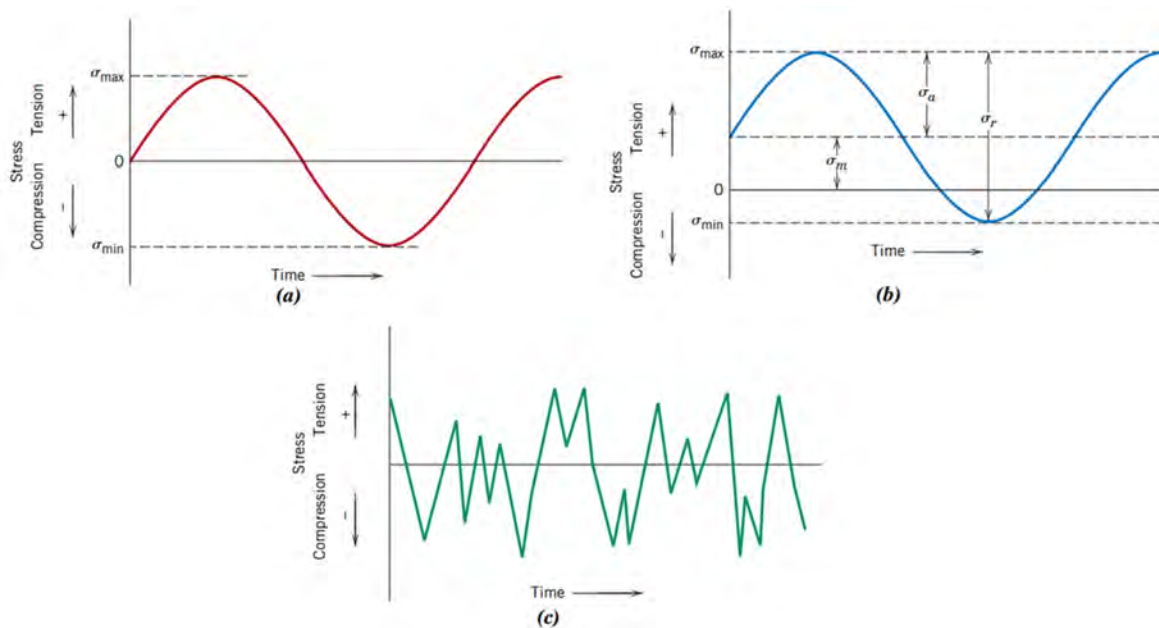 σmax
Tension
+
Stress
0
Compression
−
σmin
Time
(a)
σmax
σa
σr
Tension
+
σm
Stress
0
σmin
Compression
−
Time
(b)
Tension
+
Stress
Compression
−
Time
(c)